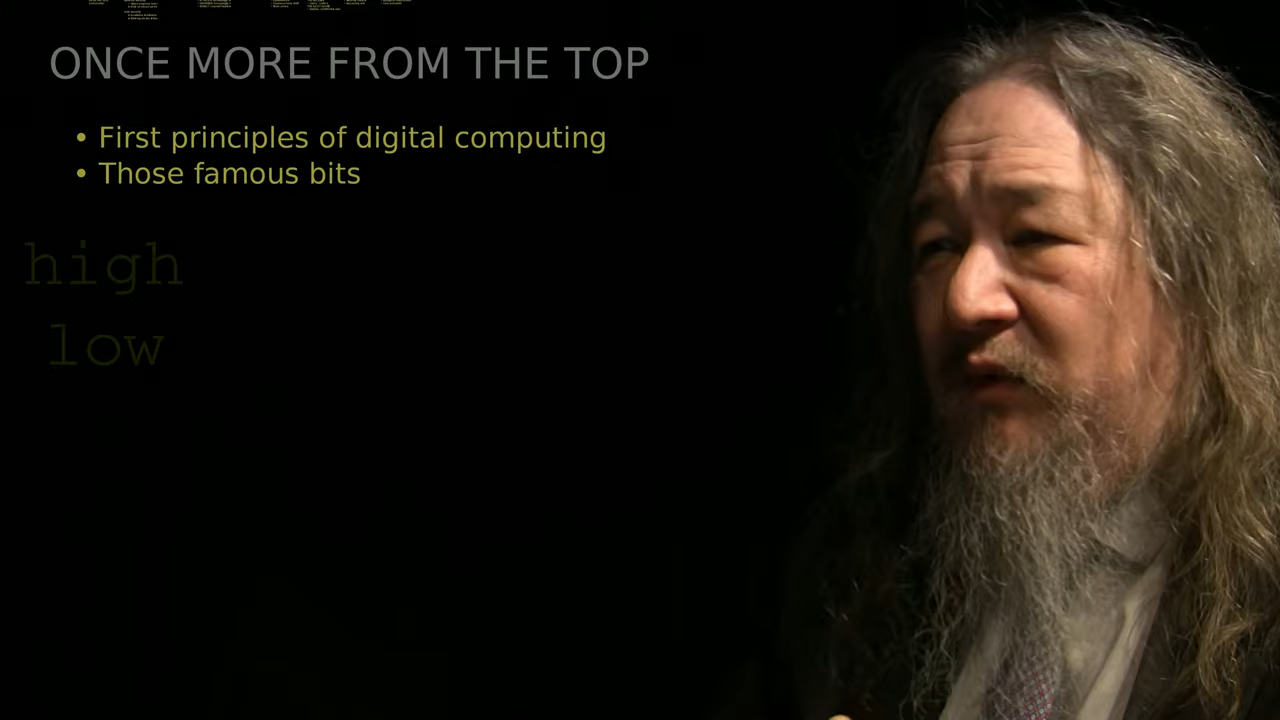 ONCE MORE FROM THE TOP
• First principles of digital computing
• Those famous bits
high
low